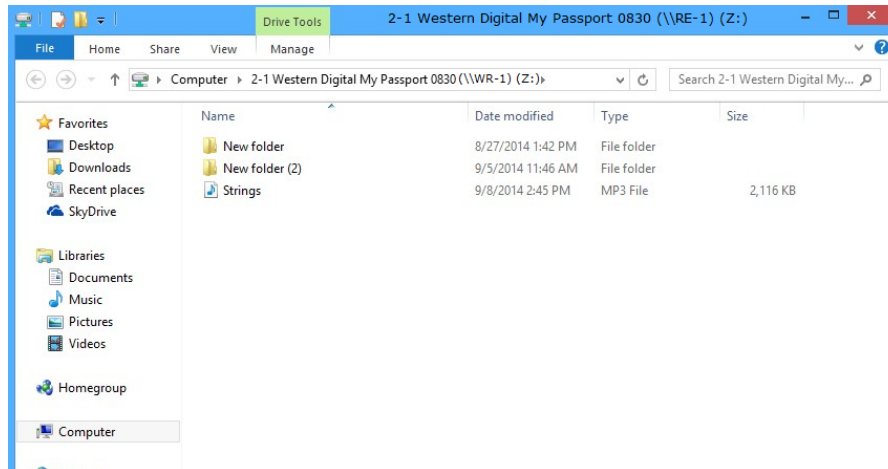 Drive Tools
2-1 Western Digital My Passport 0830 (\\RE-1) (Z:)
File Home Share View Manage
Computer 2-1 Western Digital My Passport 0830 (\\WR-1) (Z:)
Search 2-1 Western Digital My...
Name Date modified Type Size
Favorites
Desktop
Downloads
Recent places
SkyDrive
New folder 8/27/2014 1:42 PM File folder
New folder (2) 9/5/2014 11:46 AM File folder
Strings 9/8/2014 2:45 PM MP3 File 2,116 KB
Libraries
Documents
Music
Pictures
Videos
Homegroup
Computer